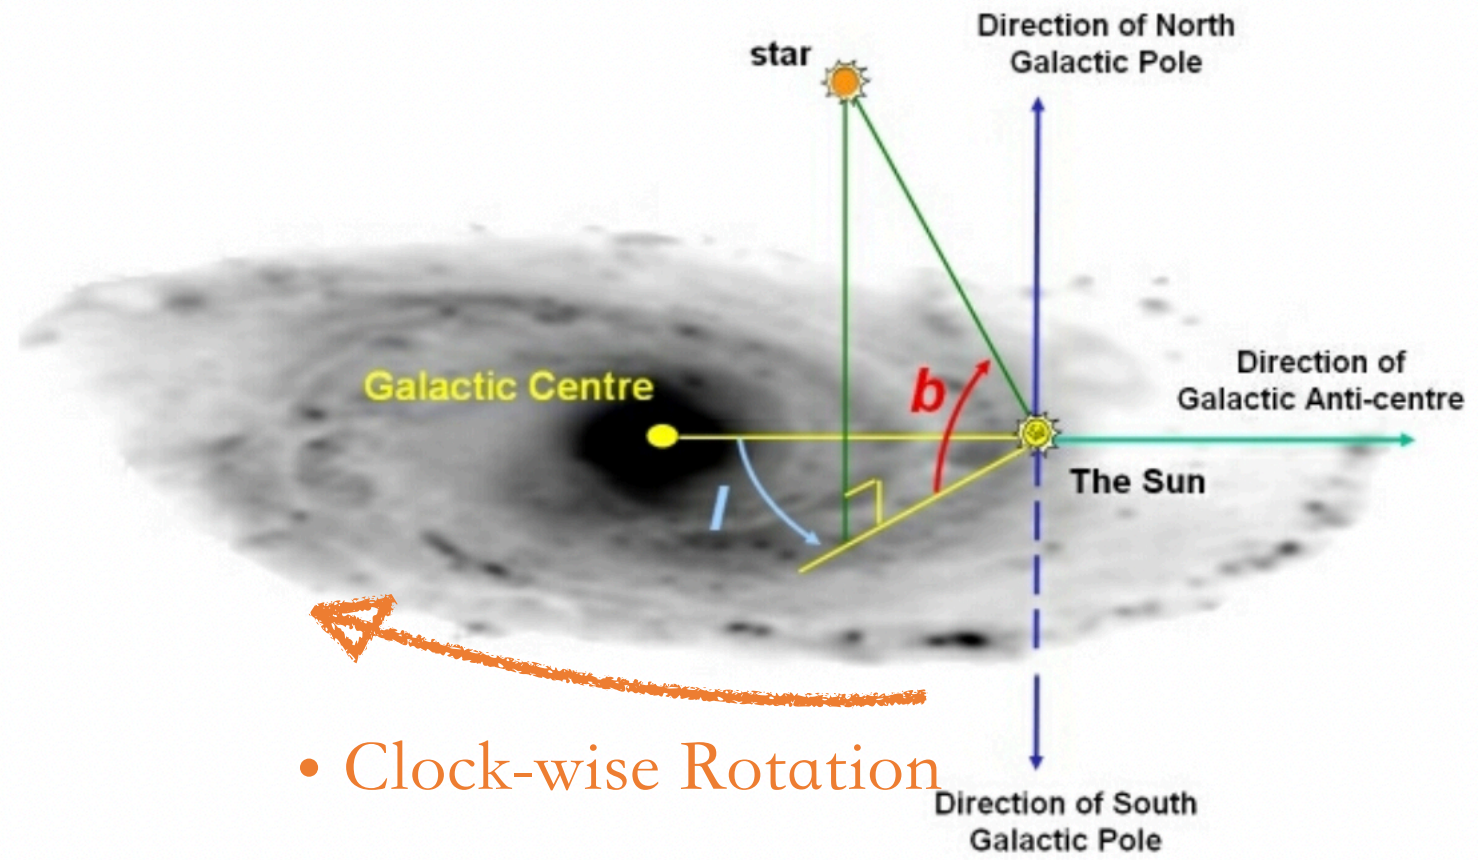 Direction of North
Galactic Pole
star
Direction of
Galactic Anti-centre
Galactic Centre
b
The Sun
l
• Clock-wise Rotation
Direction of South
Galactic Pole